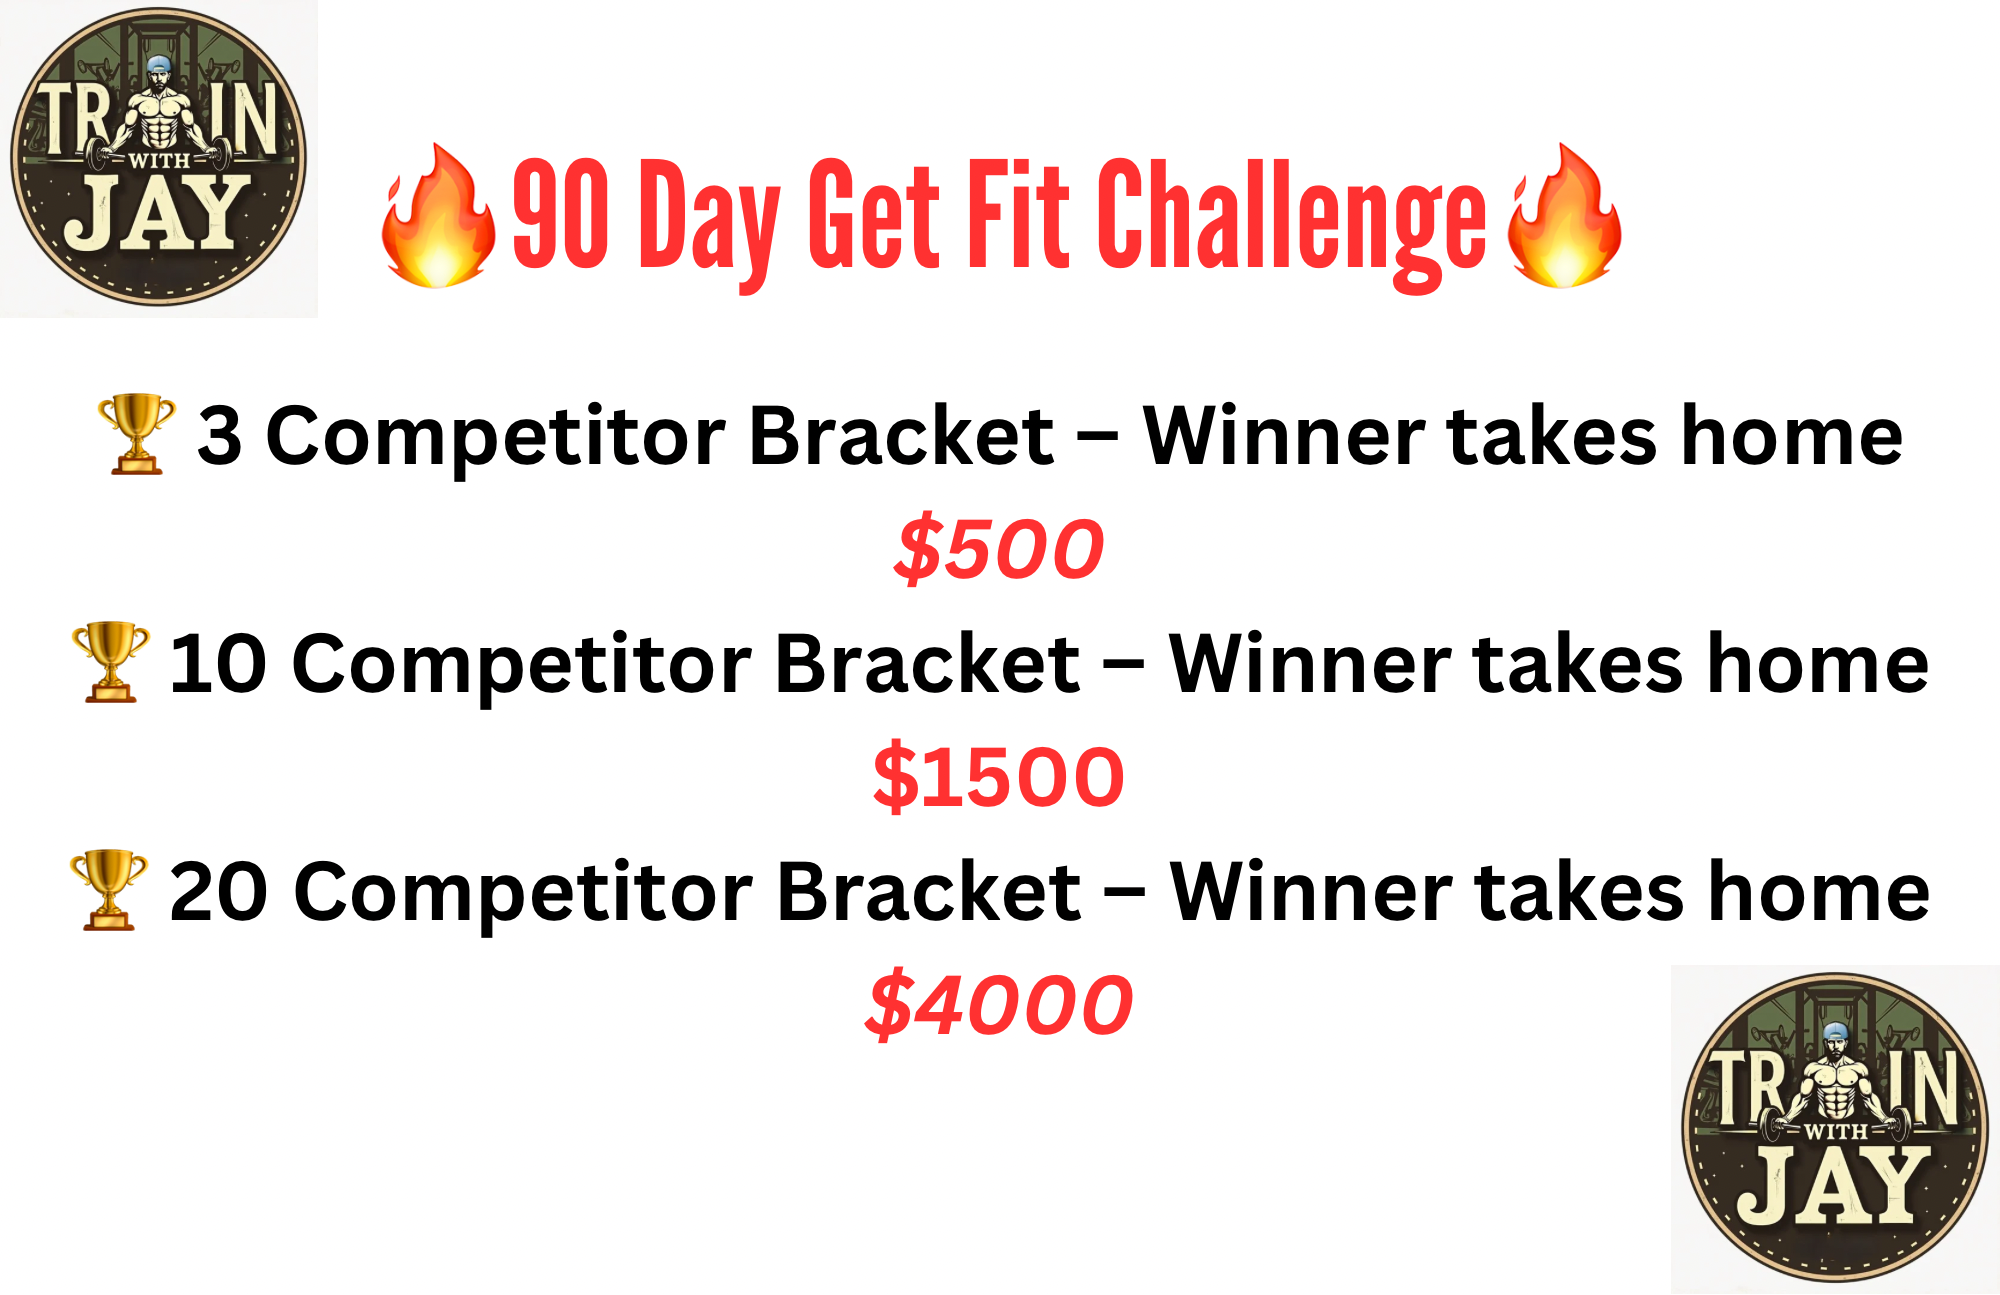 TRAIN
WITH
JAY
🔥90 Day Get Fit Challenge🔥
🏆 3 Competitor Bracket – Winner takes home
$500
🏆 10 Competitor Bracket – Winner takes home
$1500
🏆 20 Competitor Bracket – Winner takes home
$4000
TRAIN
WITH
JAY